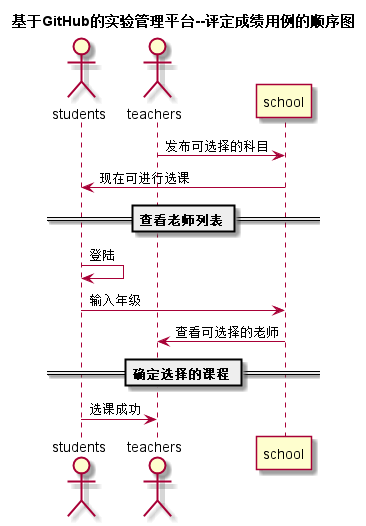 基于GitHub的实验管理平台--评定成绩用例的顺序图
students
teachers
school
发布可选择的科目
现在可进行选课
查看老师列表
登陆
输入年级
查看可选择的老师
确定选择的课程
选课成功
students
teachers
school